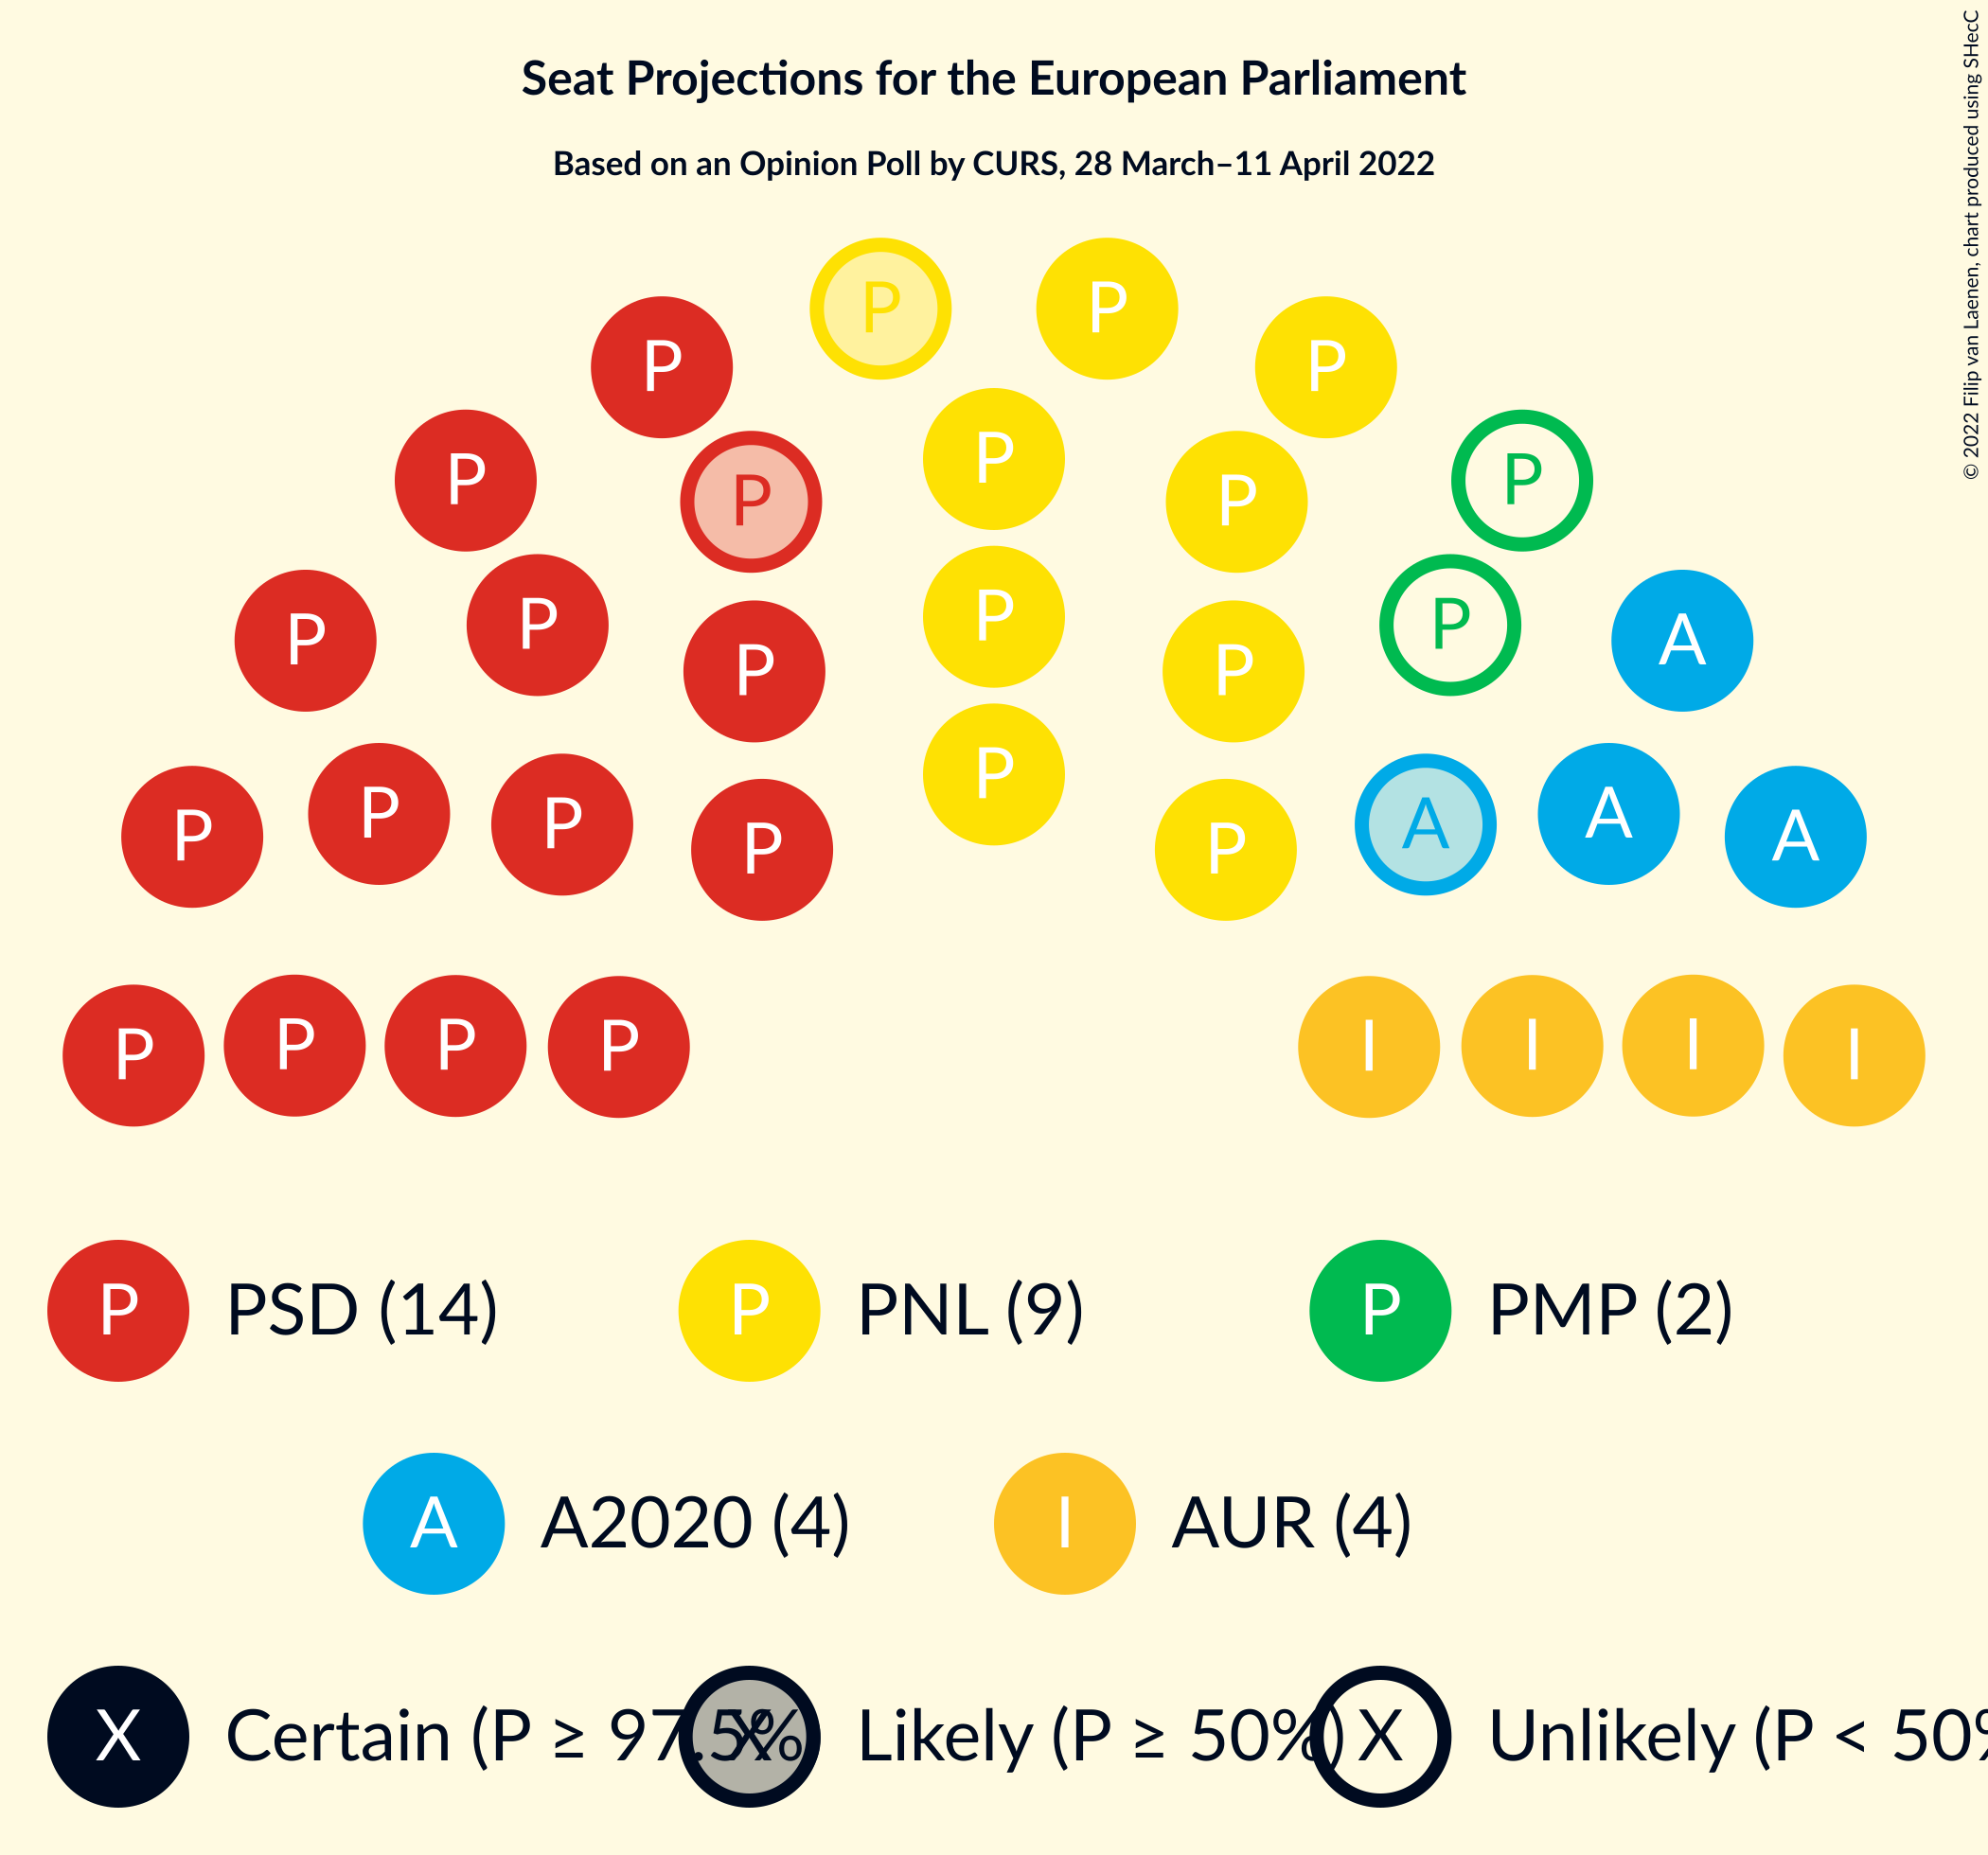 Seat Projections for the European Parliament
Based on an Opinion Poll by CURS, 28 March–11 April 2022
© 2022 Filip van Laenen, chart produced using SHecC
P P
P P
P P P P
P P
P P P P
P P P A
P
P P P P P A A A
P P P P I I I I
P PSD (14) P PNL (9) P PMP (2)
A A2020 (4) I AUR (4)
X Certain (P ≥ 97.5% X Likely (P ≥ 50%) X Unlikely (P < 50%